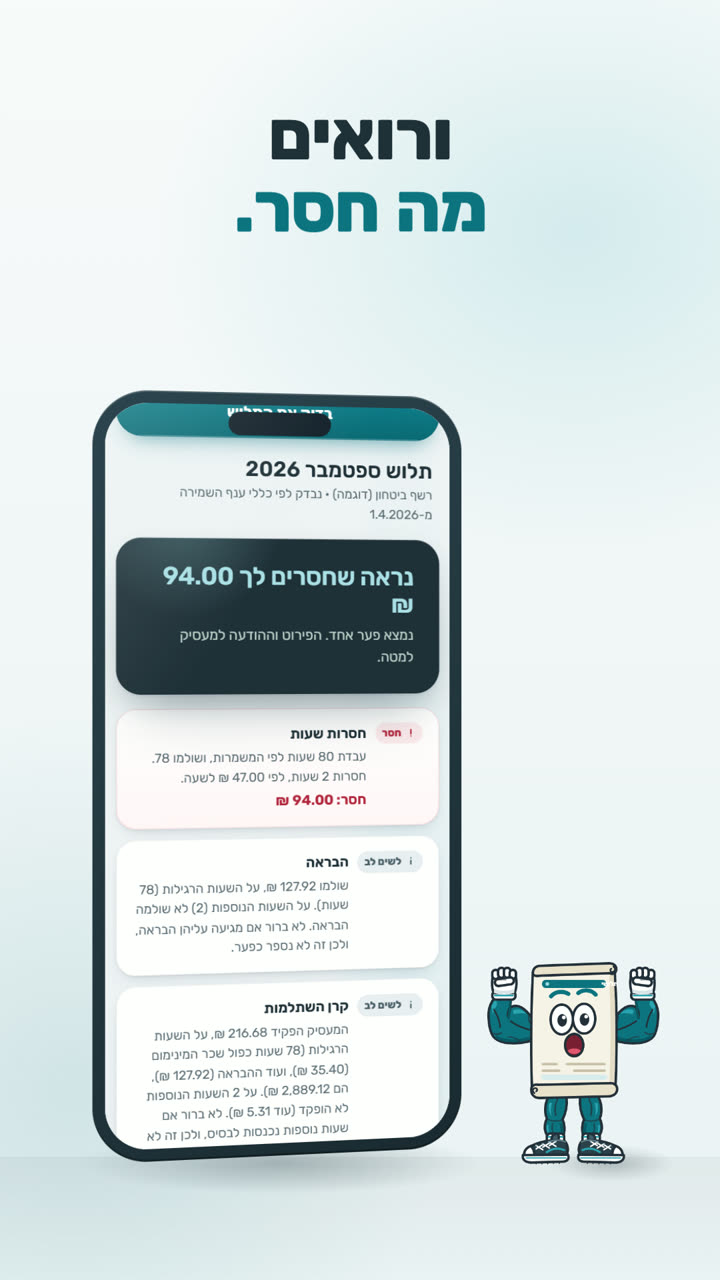 ורואים
מה חסר.
תלוש ספטמבר 2026
רשף ביטחון (דוגמה) • נבדק לפי כללי ענף השמירה
מ-1.4.2026
נראה שחסרים לך 94.00
₪
נמצא פער אחד. הפירוט וההודעה למעסיק
למטה.
! חסר
חסרות שעות
עבדת 80 שעות לפי המשמרות, ושולמו 78.
חסרות 2 שעות, לפי 47.00 ₪ לשעה.
חסר: 94.00 ₪
i לשים לב
הבראה
שולמו 127.92 ₪, על השעות הרגילות (78
שעות). על השעות הנוספות (2) לא שולמה
הבראה. לא ברור אם מגיעה עליהן הבראה,
ולכן זה לא נספר כפער.
i לשים לב
קרן השתלמות
המעסיק הפקיד 216.68 ₪, על השעות
הרגילות (78 שעות כפול שכר המינימום
(35.40 ₪), ועוד ההבראה (127.92 ₪),
הם 2,889.12 ₪). על 2 השעות הנוספות
לא הופקד (עוד 5.31 ₪). לא ברור אם
שעות נוספות נכנסות לבסיס, ולכן זה לא